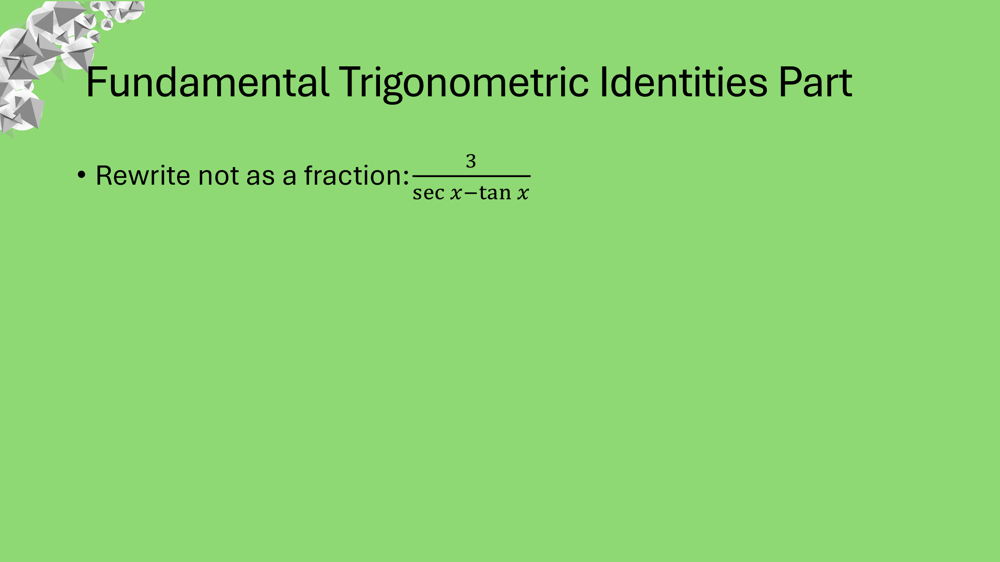 Fundamental Trigonometric Identities Part
• Rewrite not as a fraction: 3 / (sec x−tan x)